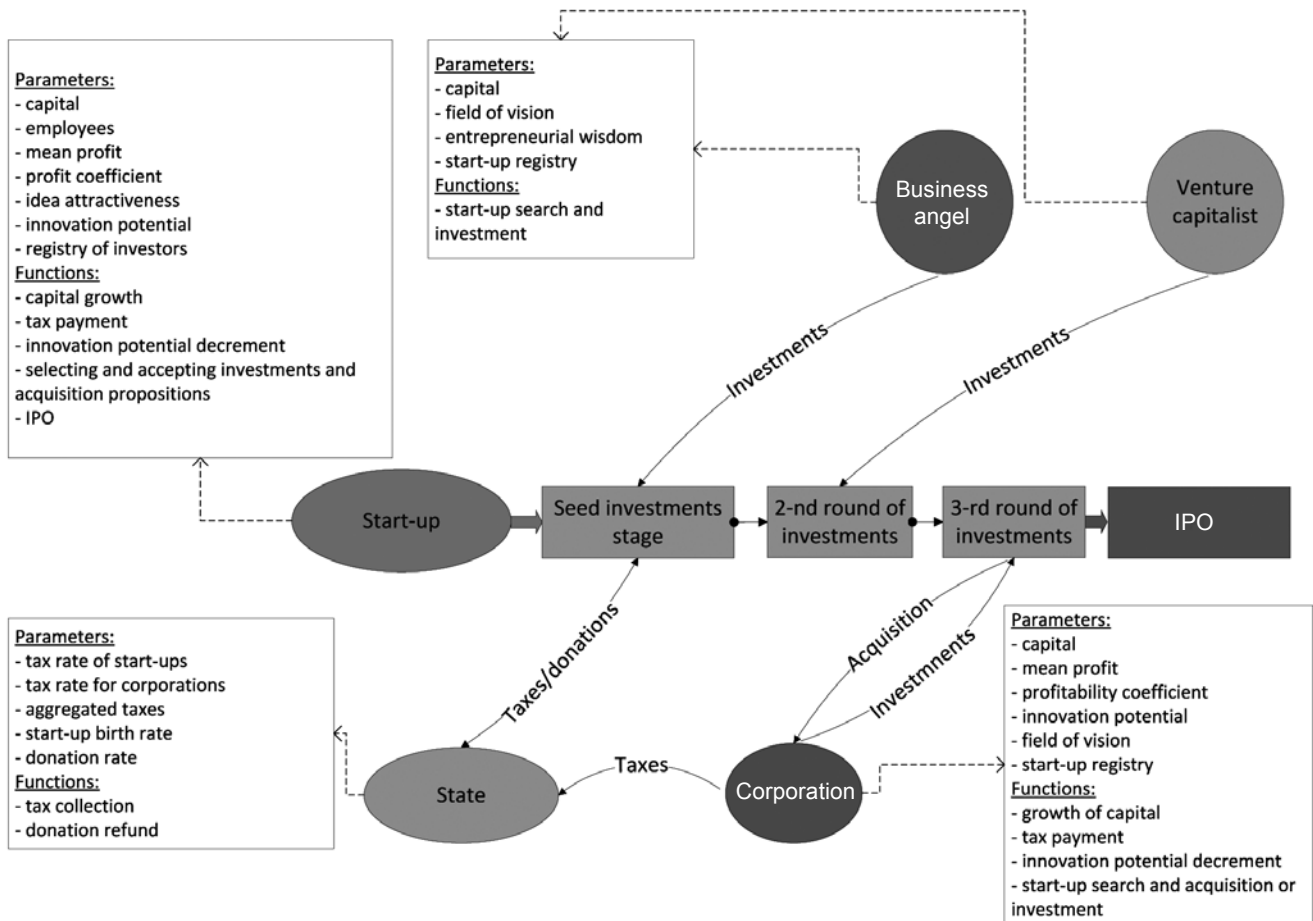 Parameters:
- capital
- employees
- mean profit
- profit coefficient
- idea attractiveness
- innovation potential
- registry of investors
Functions:
- capital growth
- tax payment
- innovation potential decrement
- selecting and accepting investments and
acquisition propositions
- IPO
Parameters:
- capital
- field of vision
- entrepreneurial wisdom
- start-up registry
Functions:
- start-up search and
investment
Business
angel
Venture
capitalist
Investments
Investments
Start-up
Seed investments
stage
2-nd round of
investments
3-rd round of
investments
IPO
Taxes/donations
Acquisition
Investmnents
Parameters:
- tax rate of start-ups
- tax rate for corporations
- aggregated taxes
- start-up birth rate
- donation rate
Functions:
- tax collection
- donation refund
State
Taxes
Corporation
Parameters:
- capital
- mean profit
- profitability coefficient
- innovation potential
- field of vision
- start-up registry
Functions:
- growth of capital
- tax payment
- innovation potential decrement
- start-up search and acquisition or
investment